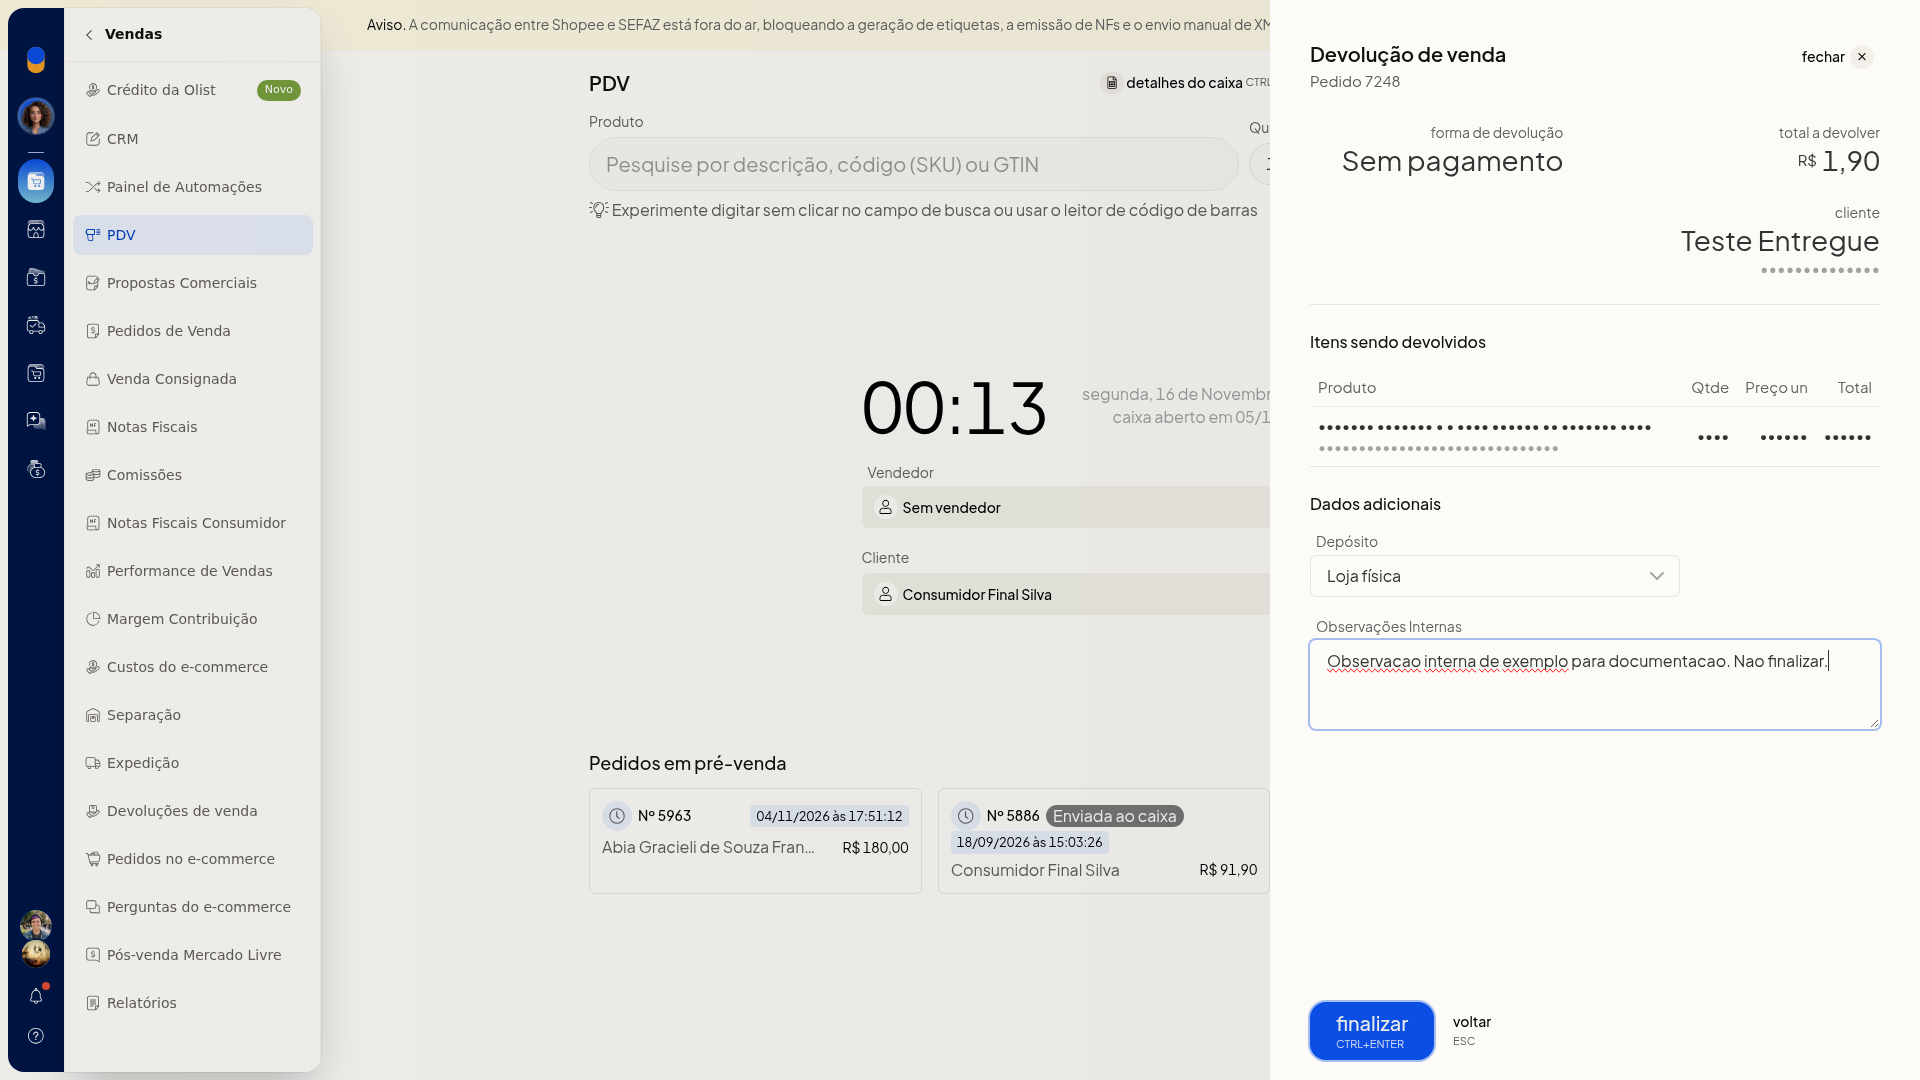 Vendas
Crédito da Olist
Novo
CRM
Painel de Automações
PDV
Propostas Comerciais
Pedidos de Venda
Venda Consignada
Notas Fiscais
Comissões
Notas Fiscais Consumidor
Performance de Vendas
Margem Contribuição
Custos do e-commerce
Separação
Expedição
Devoluções de venda
Pedidos no e-commerce
Perguntas do e-commerce
Pós-venda Mercado Livre
Relatórios
Aviso. A comunicação entre Shopee e SEFAZ está fora do ar, bloqueando a geração de etiquetas, a emissão de NFs e o envio manual de
PDV
detalhes do caixa CTRL
Produto
Pesquise por descrição, código (SKU) ou GTIN
Experimente digitar sem clicar no campo de busca ou usar o leitor de código de barras
00:13
segunda, 16 de
caixa aberto em
Vendedor
Sem vendedor
Cliente
Consumidor Final Silva
Pedidos em pré-venda
Nº 5963
04/11/2026 às 17:51:12
Abia Gracieli de Souza Fran...
R$ 180,00
Nº 5886
Enviada ao caixa
18/09/2026 às 15:03:26
Consumidor Final Silva
R$ 91,90
Devolução de venda
fechar
Pedido 7248
forma de devolução
Sem pagamento
total a devolver
R$ 1,90
cliente
Teste Entregue
Itens sendo devolvidos
Produto Qtde Preço un Total
Dados adicionais
Depósito
Loja física
Observações Internas
Observacao interna de exemplo para documentacao. Nao finalizar.
finalizar
CTRL+ENTER
voltar
ESC